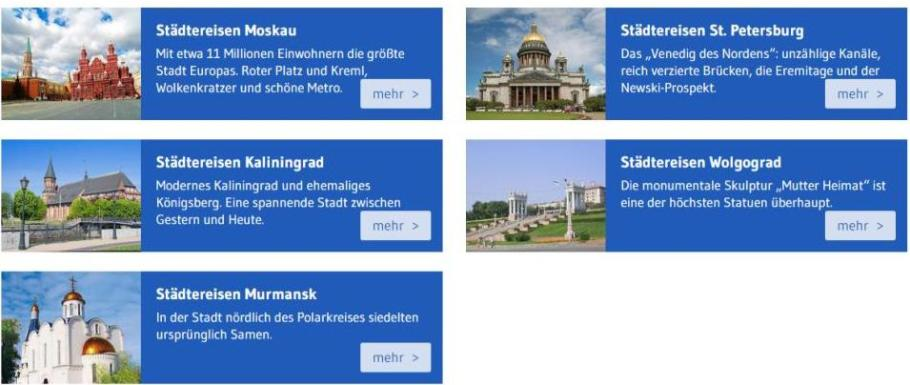 Städtereisen Moskau
Mit etwa 11 Millionen Einwohnern die größte
Stadt Europas. Roter Platz und Kreml,
Wolkenkratzer und schöne Metro.
mehr >
Städtereisen St. Petersburg
Das „Venedig des Nordens“: unzählige Kanäle,
reich verzierte Brücken, die Eremitage und der
Newski-Prospekt.
mehr >
Städtereisen Kaliningrad
Modernes Kaliningrad und ehemaliges
Königsberg. Eine spannende Stadt zwischen
Gestern und Heute.
mehr >
Städtereisen Wolgograd
Die monumentale Skulptur „Mutter Heimat“ ist
eine der höchsten Statuen überhaupt.
mehr >
Städtereisen Murmansk
In der Stadt nördlich des Polarkreises siedelten
ursprünglich Samen.
mehr >